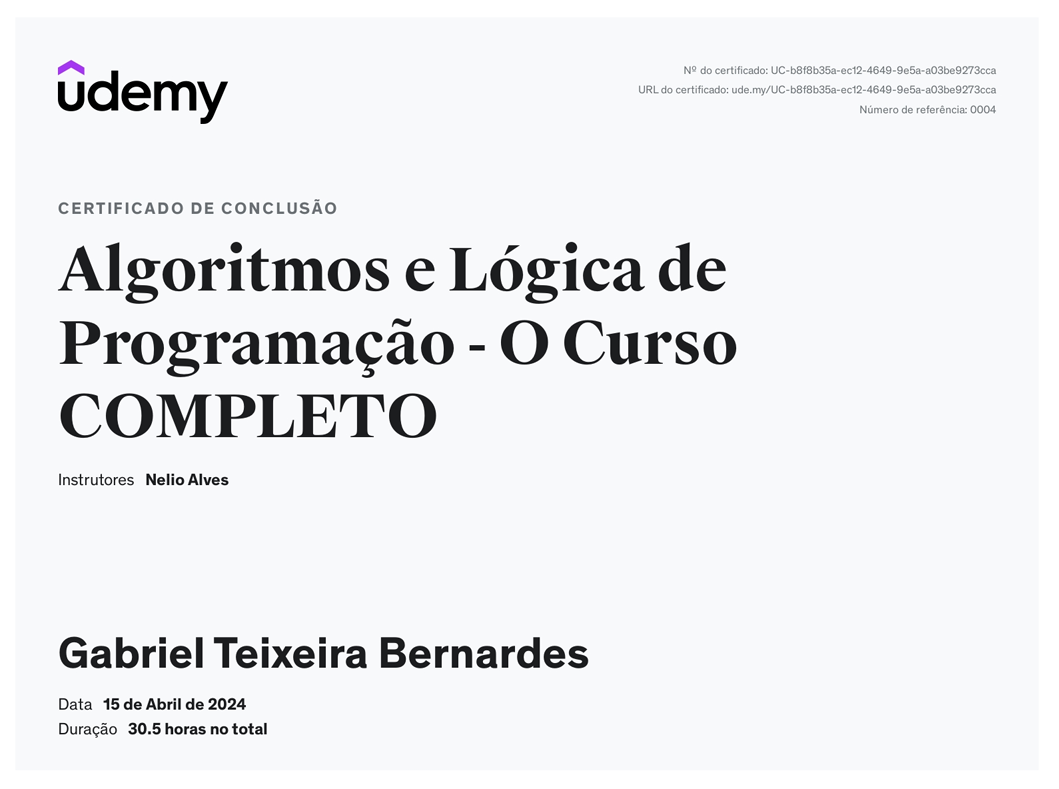 udemy
Nº do certificado: UC-b8f8b35a-ec12-4649-9e5a-a03be9273cca
URL do certificado: ude.my/UC-b8f8b35a-ec12-4649-9e5a-a03be9273cca
Número de referência: 0004
CERTIFICADO DE CONCLUSÃO
Algoritmos e Lógica de
Programação - O Curso
COMPLETO
Instrutores Nelio Alves
Gabriel Teixeira Bernardes
Data 15 de Abril de 2024
Duração 30.5 horas no total